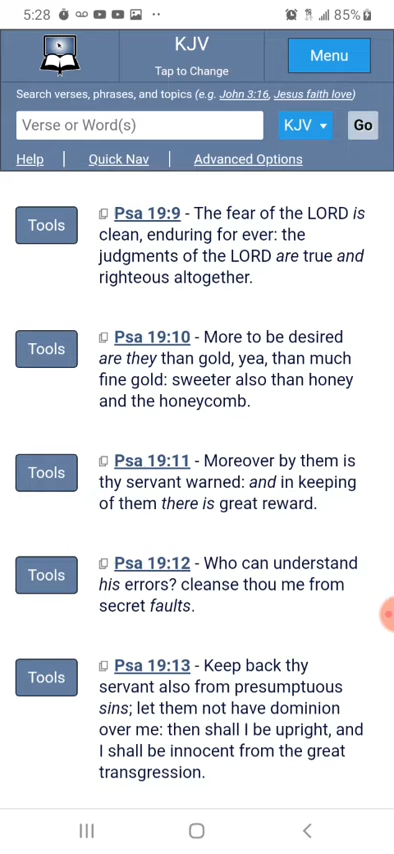 5:28 85%
KJV
Tap to Change
Menu
Search verses, phrases, and topics (e.g. John 3:16, Jesus faith love)
Verse or Word(s) KJV Go
Help | Quick Nav | Advanced Options
Tools
Psa 19:9 - The fear of the LORD is
clean, enduring for ever: the
judgments of the LORD are true and
righteous altogether.
Tools
Psa 19:10 - More to be desired
are they than gold, yea, than much
fine gold: sweeter also than honey
and the honeycomb.
Tools
Psa 19:11 - Moreover by them is
thy servant warned: and in keeping
of them there is great reward.
Tools
Psa 19:12 - Who can understand
his errors? cleanse thou me from
secret faults.
Tools
Psa 19:13 - Keep back thy
servant also from presumptuous
sins; let them not have dominion
over me: then shall I be upright, and
I shall be innocent from the great
transgression.